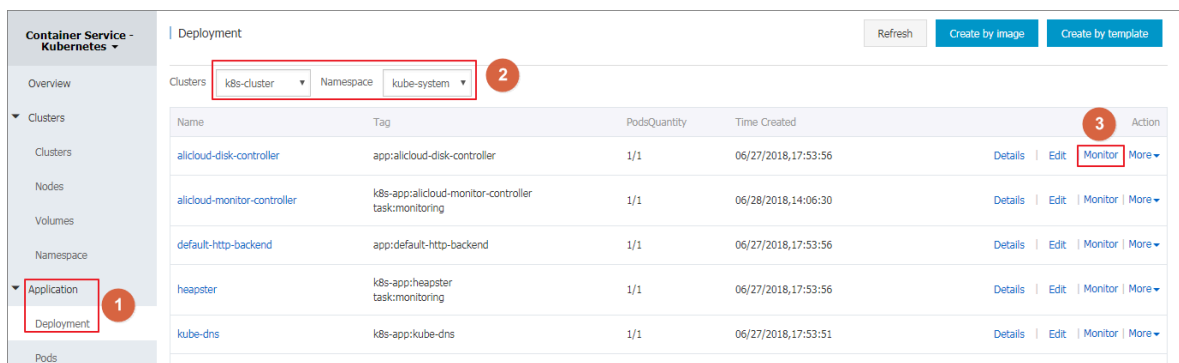 Container Service -
Kubernetes
Overview
Clusters
Clusters
Nodes
Volumes
Namespace
Application
1
Deployment
Pods
Deployment
Refresh
Create by image
Create by template
Clusters k8s-cluster Namespace kube-system 2
Name Tag PodsQuantity Time Created 3 Action
alicloud-disk-controller app:alicloud-disk-controller 1/1 06/27/2018,17:53:56 Details | Edit | Monitor | More
alicloud-monitor-controller k8s-app:alicloud-monitor-controller 1/1 06/28/2018,14:06:30 Details | Edit | Monitor | More
task:monitoring
default-http-backend app:default-http-backend 1/1 06/27/2018,17:53:56 Details | Edit | Monitor | More
heapster k8s-app:heapster 1/1 06/27/2018,17:53:56 Details | Edit | Monitor | More
task:monitoring
kube-dns k8s-app:kube-dns 1/1 06/27/2018,17:53:51 Details | Edit | Monitor | More